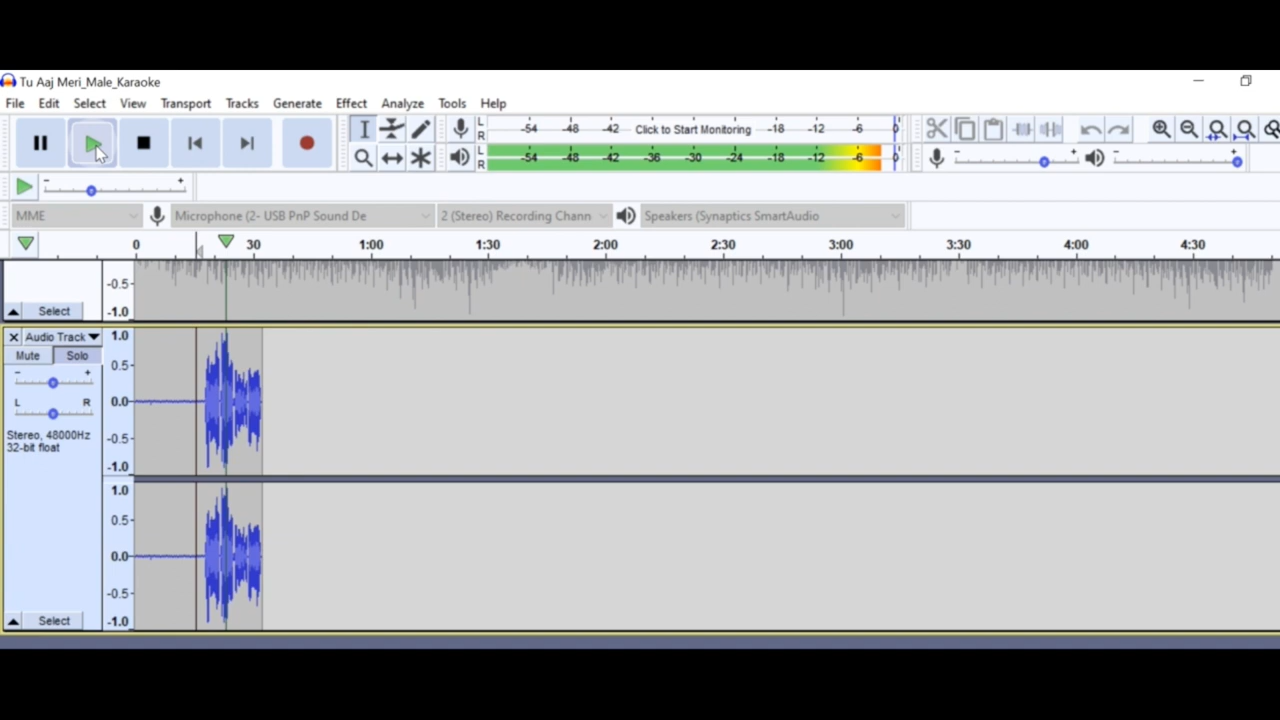 Tu Aaj Meri_Male_Karaoke
File Edit Select View Transport Tracks Generate Effect Analyze Tools Help
L -54 -48 -42 Click to Start Monitoring -18 -12 -6 0
R
L -54 -48 -42 -36 -30 -24 -18 -12 -6 0
R
- + - +
- +
MME Microphone (2- USB PnP Sound De 2 (Stereo) Recording Chann Speakers (Synaptics SmartAudio
0 30 1:00 1:30 2:00 2:30 3:00 3:30 4:00 4:30
-0.5
Select -1.0
X Audio Track 1.0
Mute Solo
- + 0.5
L R 0.0
Stereo, 48000Hz -0.5
32-bit float
-1.0
1.0
0.5
0.0
-0.5
Select -1.0